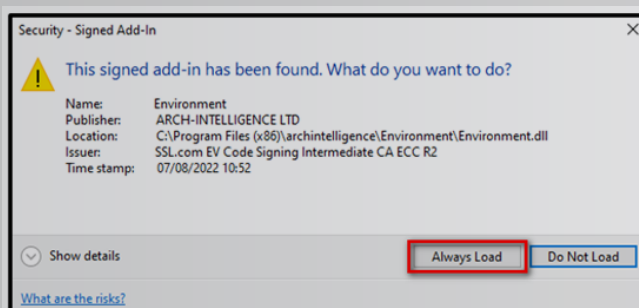 Security - Signed Add-In
This signed add-in has been found. What do you want to do?
Name: Environment
Publisher: ARCH-INTELLIGENCE LTD
Location: C:\Program Files (x86)\archintelligence\Environment\Environment.dll
Issuer: SSL.com EV Code Signing Intermediate CA ECC R2
Time stamp: 07/08/2022 10:52
Show details Always Load Do Not Load
What are the risks?